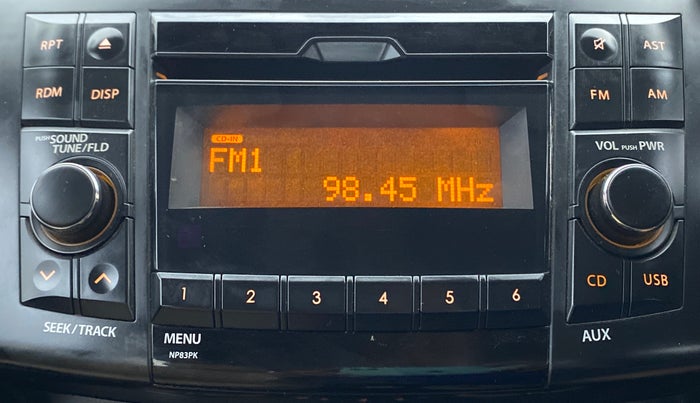 RPT
RDM
DISP
PUSH SOUND
TUNE/FLD
SEEK/TRACK
CD-IN
FM1
98.45 MHz
1 2 3 4 5 6
MENU
NP83PK
AST
FM
AM
VOL PUSH PWR
CD
USB
AUX